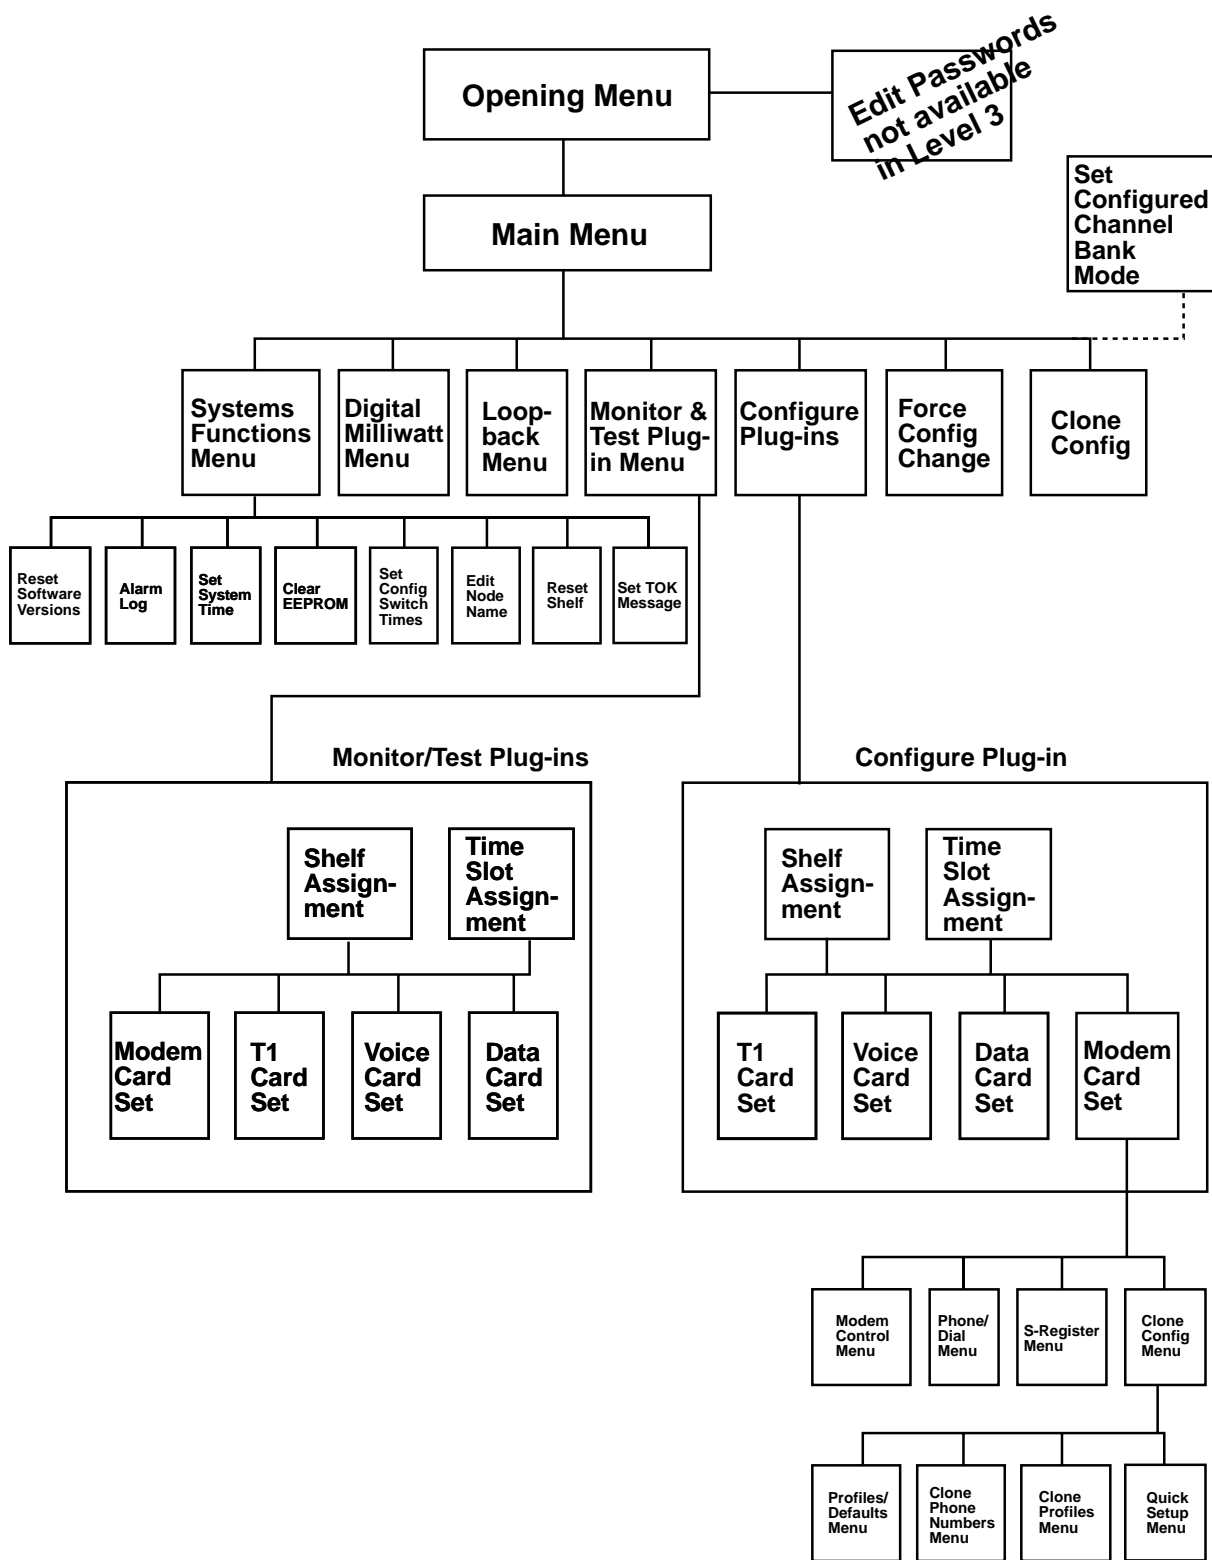 Opening Menu
Edit Passwords
not available
in Level 3
Set
Configured
Channel
Bank
Mode
Main Menu
Systems
Functions
Menu
Digital
Milliwatt
Menu
Loop-
back
Menu
Monitor &
Test Plug-
in Menu
Configure
Plug-ins
Force
Config
Change
Clone
Config
Reset
Software
Versions
Alarm
Log
Set
System
Time
Clear
EEPROM
Set
Config
Switch
Times
Edit
Node
Name
Reset
Shelf
Set TOK
Message
Monitor/Test Plug-ins
Shelf
Assign-
ment
Time
Slot
Assign-
ment
Modem
Card
Set
T1
Card
Set
Voice
Card
Set
Data
Card
Set
Configure Plug-in
Shelf
Assign-
ment
Time
Slot
Assign-
ment
T1
Card
Set
Voice
Card
Set
Data
Card
Set
Modem
Card
Set
Modem
Control
Menu
Phone/
Dial
Menu
S-Register
Menu
Clone
Config
Menu
Profiles/
Defaults
Menu
Clone
Phone
Numbers
Menu
Clone
Profiles
Menu
Quick
Setup
Menu